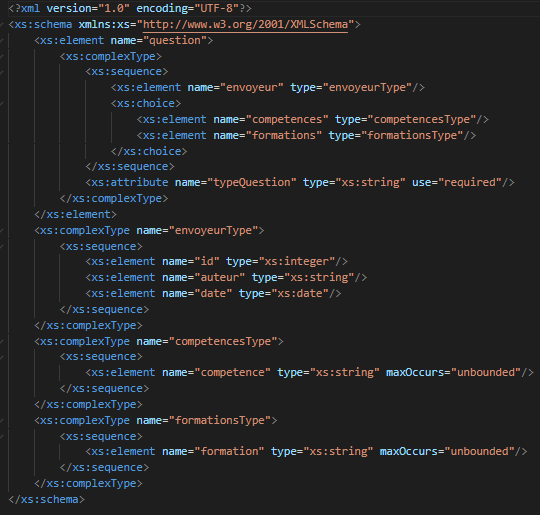 <?xml version="1.0" encoding="UTF-8"?>
<xs:schema xmlns:xs="http://www.w3.org/2001/XMLSchema">
    <xs:element name="question">
        <xs:complexType>
            <xs:sequence>
                <xs:element name="envoyeur" type="envoyeurType"/>
                <xs:choice>
                    <xs:element name="competences" type="competencesType"/>
                    <xs:element name="formations" type="formationsType"/>
                </xs:choice>
            </xs:sequence>
            <xs:attribute name="typeQuestion" type="xs:string" use="required"/>
        </xs:complexType>
    </xs:element>
    <xs:complexType name="envoyeurType">
        <xs:sequence>
            <xs:element name="id" type="xs:integer"/>
            <xs:element name="auteur" type="xs:string"/>
            <xs:element name="date" type="xs:date"/>
        </xs:sequence>
    </xs:complexType>
    <xs:complexType name="competencesType">
        <xs:sequence>
            <xs:element name="competence" type="xs:string" maxOccurs="unbounded"/>
        </xs:sequence>
    </xs:complexType>
    <xs:complexType name="formationsType">
        <xs:sequence>
            <xs:element name="formation" type="xs:string" maxOccurs="unbounded"/>
        </xs:sequence>
    </xs:complexType>
</xs:schema>